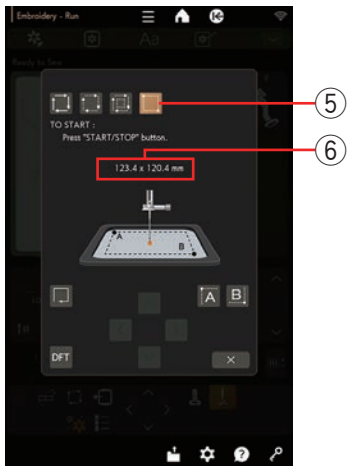 Embroidery - Run
Aa
Ready to Sew
5
TO START :
Press "START/STOP" button.
6
123.4 x 120.4 mm
A
B
A B
DFT
×